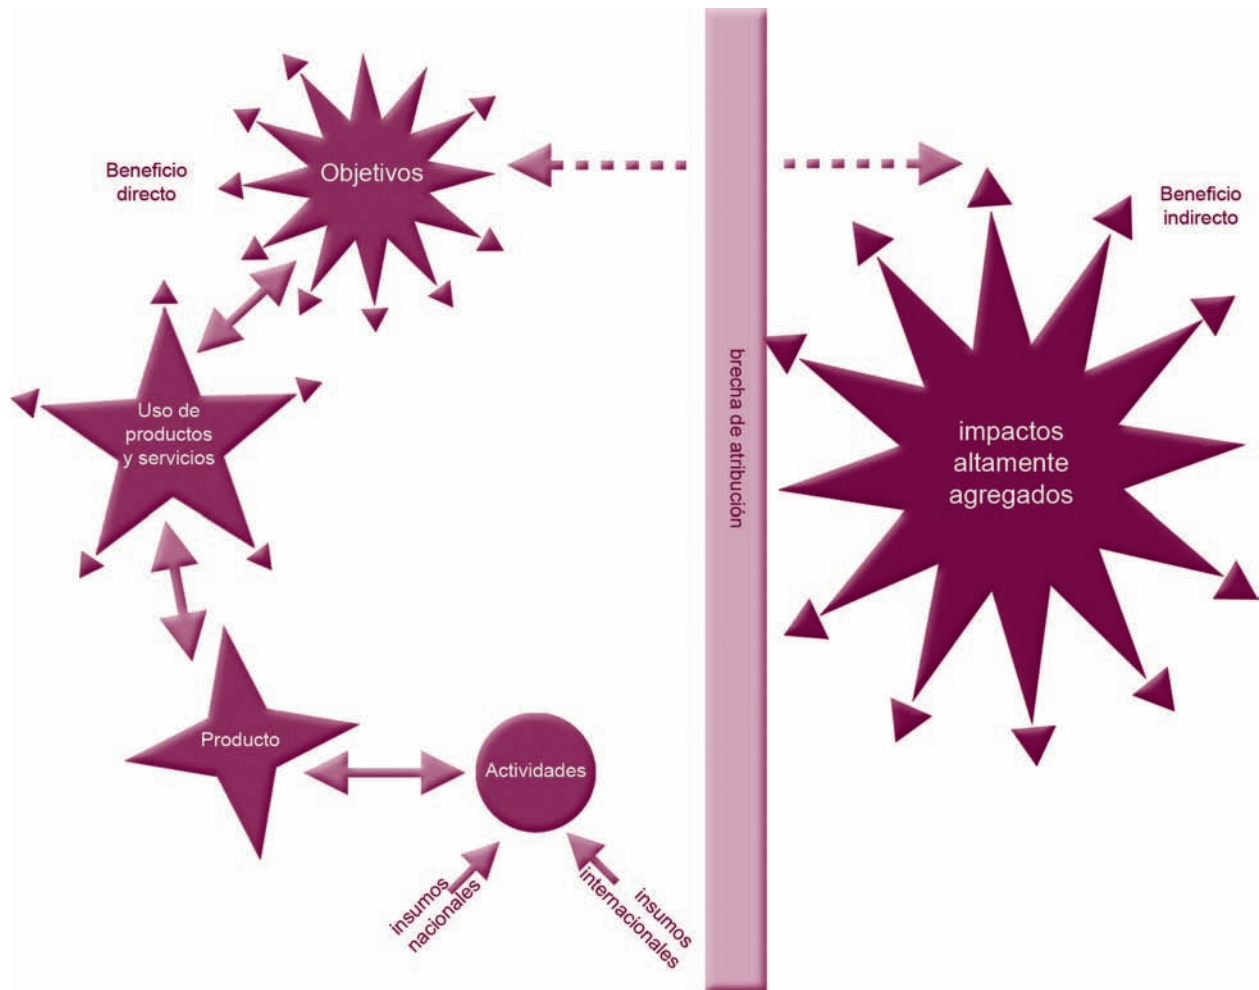 Objetivos
Beneficio
directo
Beneficio
indirecto
Uso de
productos
y servicios
brecha de atribución
impactos
altamente
agregados
Producto
Actividades
insumos
nacionales
insumos
internacionales